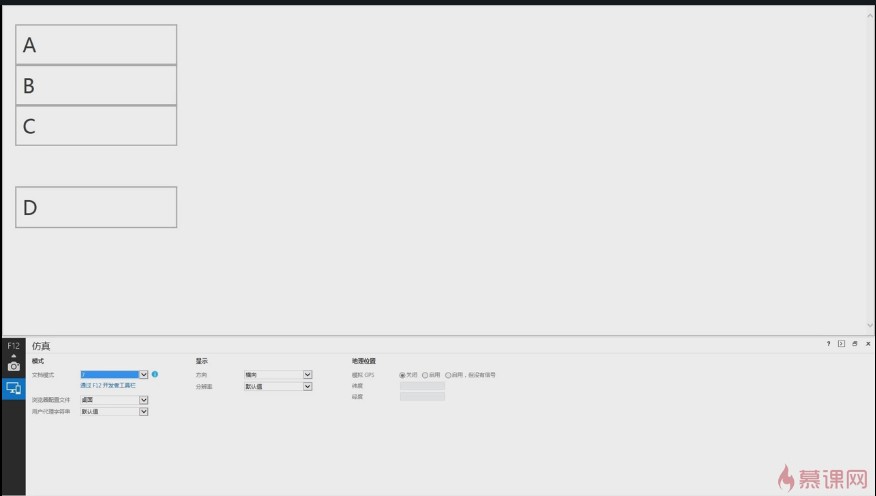 A
B
C
D
F12
仿真
模式
显示
地理位置
文档模式
7
方向
横向
模拟 GPS
关闭
启用
启用，但没有信号
通过 F12 开发者工具栏
分辨率
默认值
纬度
浏览器配置文件
桌面
经度
用户代理字符串
默认值
慕课网